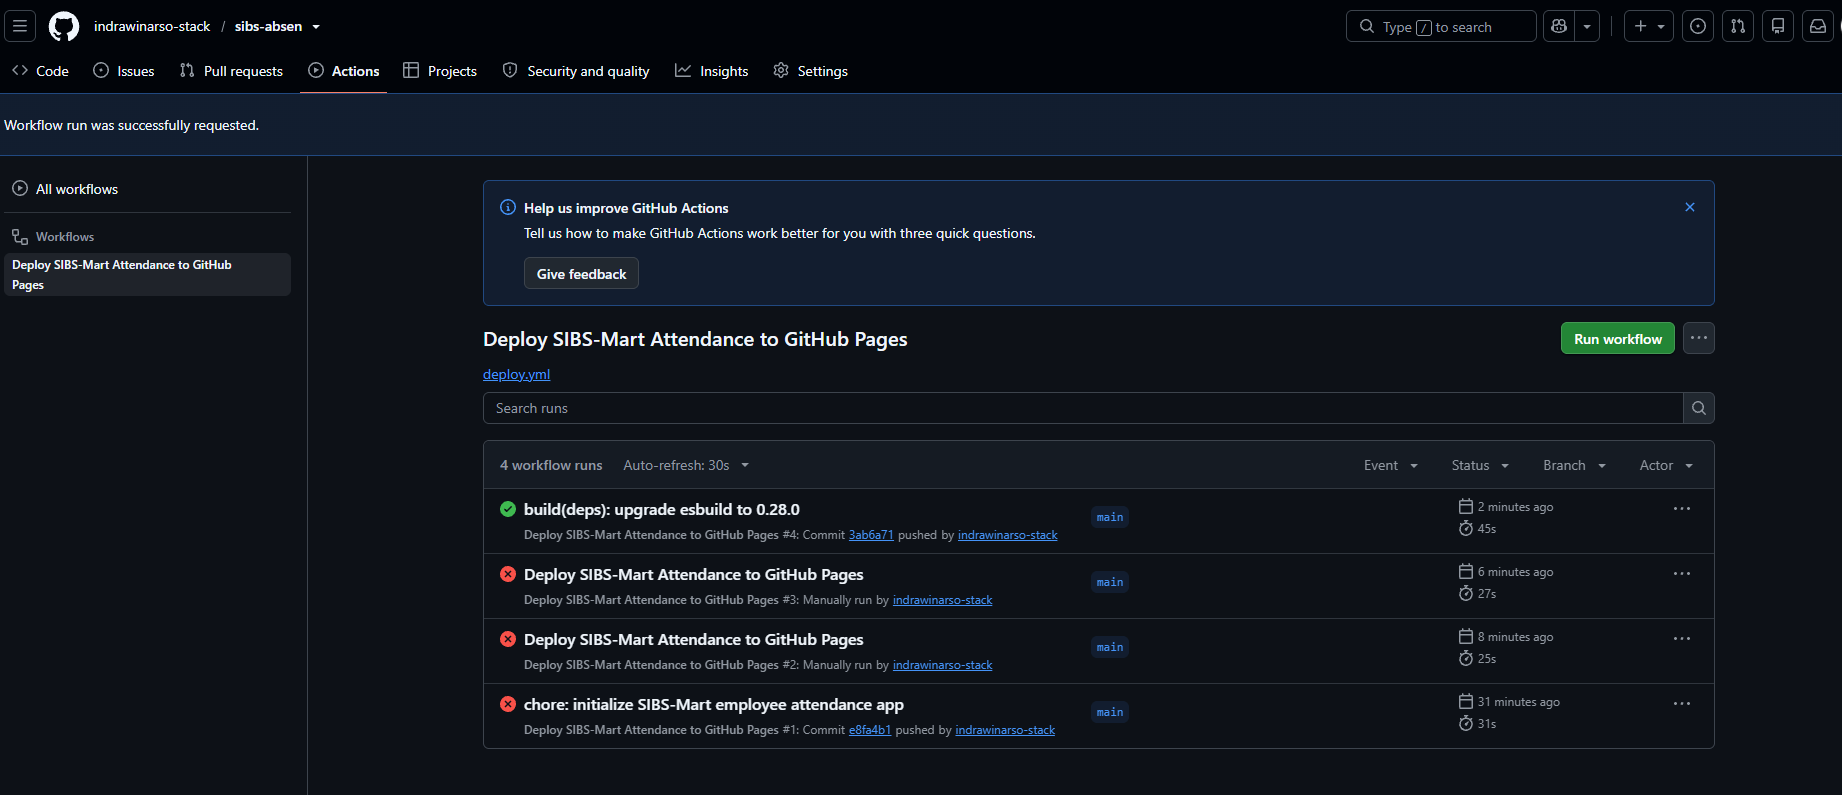 indrawinarso-stack / sibs-absen
Type / to search
Code
Issues
Pull requests
Actions
Projects
Security and quality
Insights
Settings
Workflow run was successfully requested.
All workflows
Workflows
Deploy SIBS-Mart Attendance to GitHub
Pages
Help us improve GitHub Actions
Tell us how to make GitHub Actions work better for you with three quick questions.
Give feedback
Deploy SIBS-Mart Attendance to GitHub Pages
Run workflow
deploy.yml
Search runs
4 workflow runs
Auto-refresh: 30s
Event
Status
Branch
Actor
build(deps): upgrade esbuild to 0.28.0
main
2 minutes ago
Deploy SIBS-Mart Attendance to GitHub Pages #4: Commit 3ab6a71 pushed by indrawinarso-stack
45s
Deploy SIBS-Mart Attendance to GitHub Pages
main
6 minutes ago
Deploy SIBS-Mart Attendance to GitHub Pages #3: Manually run by indrawinarso-stack
27s
Deploy SIBS-Mart Attendance to GitHub Pages
main
8 minutes ago
Deploy SIBS-Mart Attendance to GitHub Pages #2: Manually run by indrawinarso-stack
25s
chore: initialize SIBS-Mart employee attendance app
main
31 minutes ago
Deploy SIBS-Mart Attendance to GitHub Pages #1: Commit e8fa4b1 pushed by indrawinarso-stack
31s